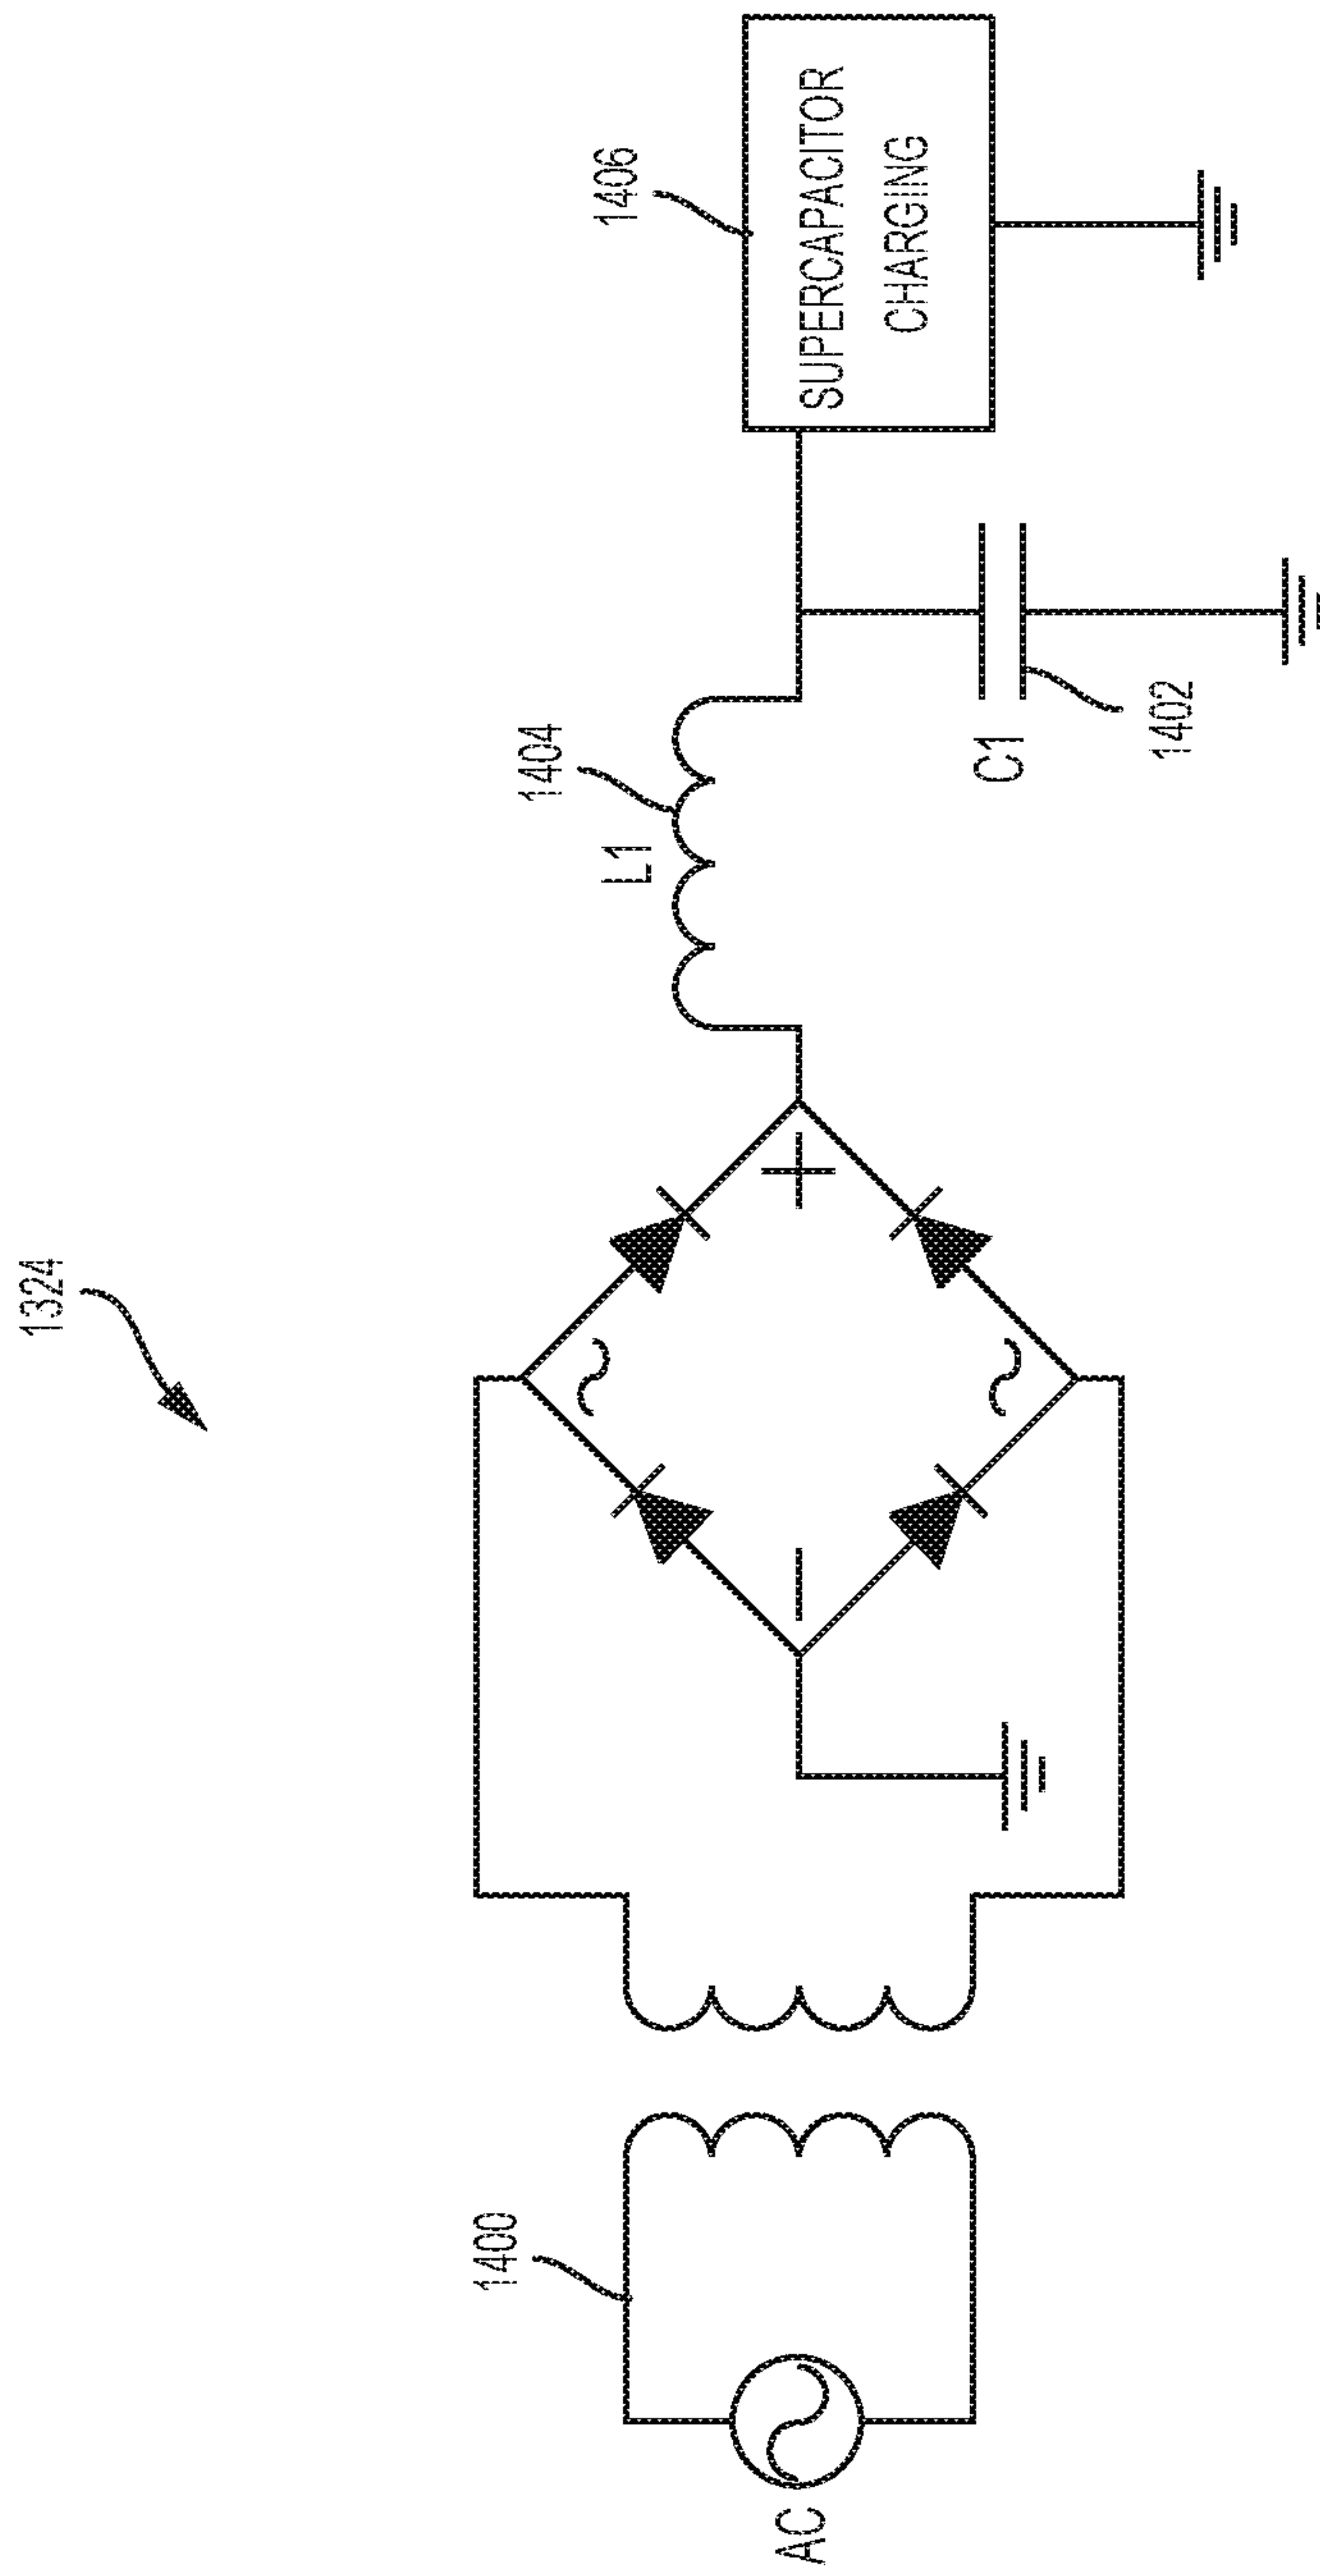 1324
1400
AC
1404
L1
C1
1402
1406
SUPERCAPACITOR
CHARGING